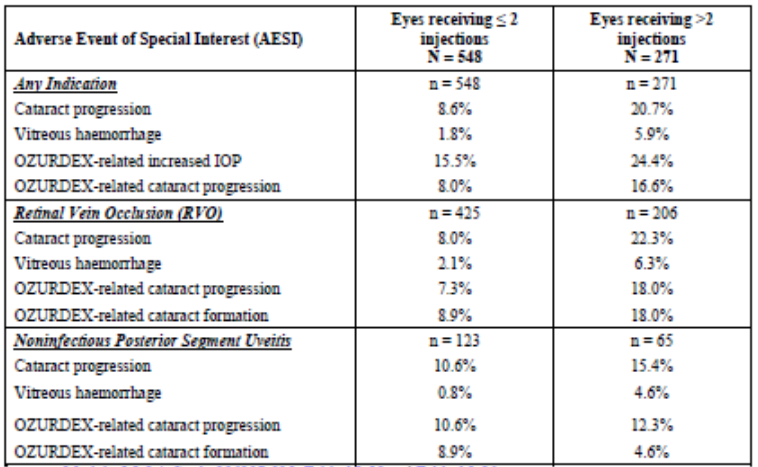 Adverse Event of Special Interest (AESI) Eyes receiving ≤ 2 injections N = 548 Eyes receiving >2 injections N = 271
Any Indication n = 548 n = 271
Cataract progression 8.6% 20.7%
Vitreous haemorrhage 1.8% 5.9%
OZURDEX-related increased IOP 15.5% 24.4%
OZURDEX-related cataract progression 8.0% 16.6%
Retinal Vein Occlusion (RVO) n = 425 n = 206
Cataract progression 8.0% 22.3%
Vitreous haemorrhage 2.1% 6.3%
OZURDEX-related cataract progression 7.3% 18.0%
OZURDEX-related cataract formation 8.9% 18.0%
Noninfectious Posterior Segment Uveitis n = 123 n = 65
Cataract progression 10.6% 15.4%
Vitreous haemorrhage 0.8% 4.6%
OZURDEX-related cataract progression 10.6% 12.3%
OZURDEX-related cataract formation 8.9% 4.6%